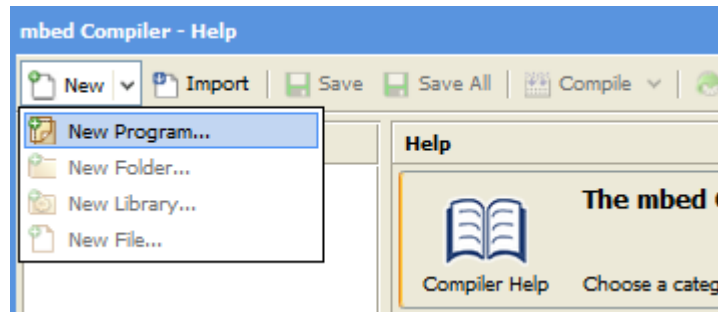 mbed Compiler - Help
New Import Save Save All Compile
New Program...
New Folder...
New Library...
New File...
Help
The mbed
Compiler Help
Choose a categ